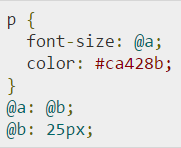 p {
  font-size: @a;
  color: #ca428b;
}
@a: @b;
@b: 25px;